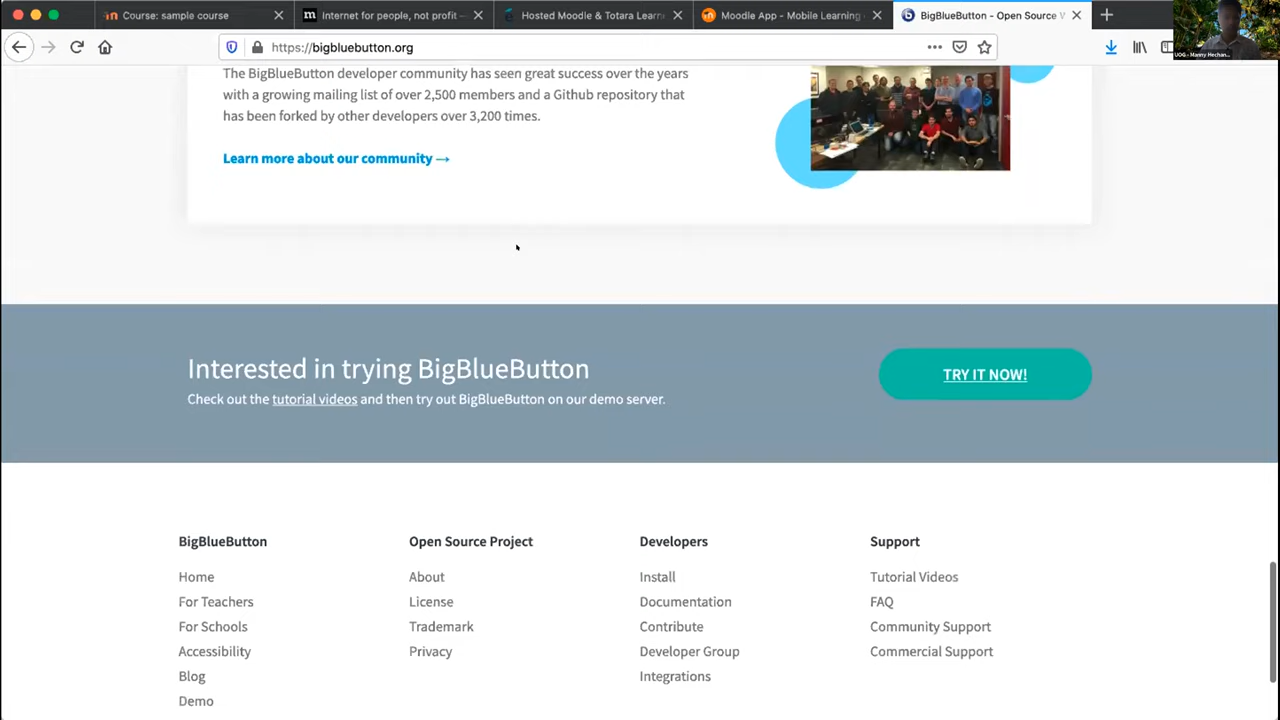 Course: sample course
Internet for people, not profit
Hosted Moodle & Totara Learn
Moodle App - Mobile Learning
BigBlueButton - Open Source
https://bigbluebutton.org
UOG - Manny Hechan...
The BigBlueButton developer community has seen great success over the years
with a growing mailing list of over 2,500 members and a Github repository that
has been forked by other developers over 3,200 times.
Learn more about our community →
Interested in trying BigBlueButton
Check out the tutorial videos and then try out BigBlueButton on our demo server.
TRY IT NOW!
BigBlueButton
Home
For Teachers
For Schools
Accessibility
Blog
Demo
Open Source Project
About
License
Trademark
Privacy
Developers
Install
Documentation
Contribute
Developer Group
Integrations
Support
Tutorial Videos
FAQ
Community Support
Commercial Support